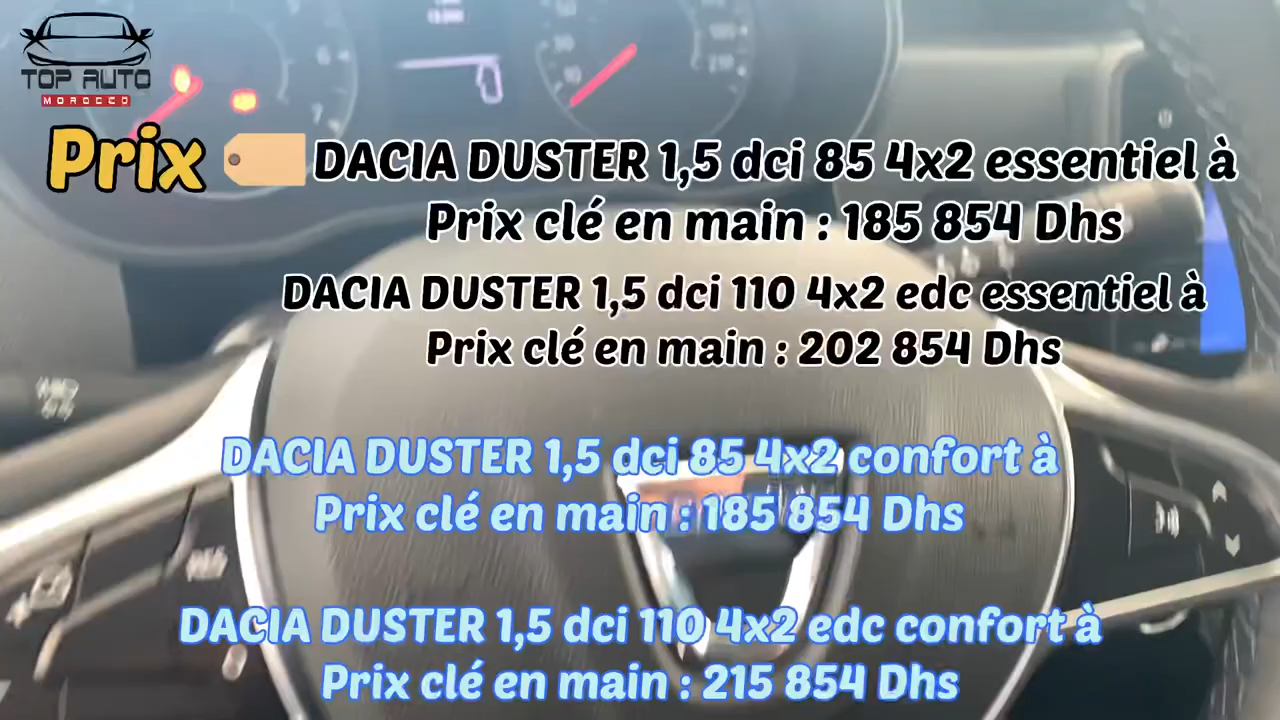 TOP AUTO
MOROCCO
Prix DACIA DUSTER 1,5 dci 85 4x2 essentiel à
Prix clé en main : 185 854 Dhs
DACIA DUSTER 1,5 dci 110 4x2 edc essentiel à
Prix clé en main : 202 854 Dhs
DACIA DUSTER 1,5 dci 85 4x2 confort à
Prix clé en main : 185 854 Dhs
DACIA DUSTER 1,5 dci 110 4x2 edc confort à
Prix clé en main : 215 854 Dhs